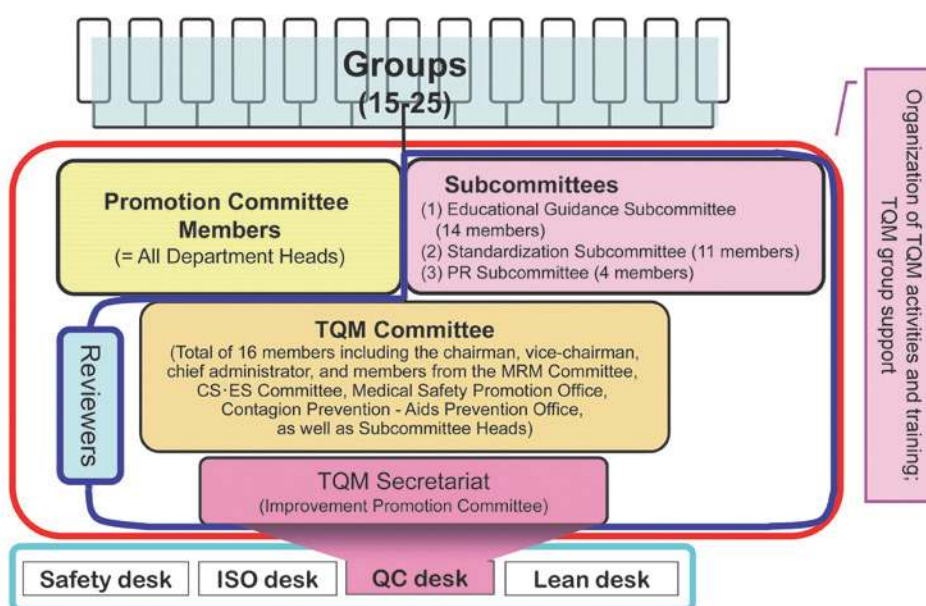 Groups
(15-25)
Promotion Committee
Members
(= All Department Heads)
Subcommittees
(1) Educational Guidance Subcommittee
(14 members)
(2) Standardization Subcommittee (11 members)
(3) PR Subcommittee (4 members)
Organization of TQM activities and training;
TQM group support
Reviewers
TQM Committee
(Total of 16 members including the chairman, vice-chairman,
chief administrator, and members from the MRM Committee,
CS·ES Committee, Medical Safety Promotion Office,
Contagion Prevention - Aids Prevention Office,
as well as Subcommittee Heads)
TQM Secretariat
(Improvement Promotion Committee)
Safety desk
ISO desk
QC desk
Lean desk